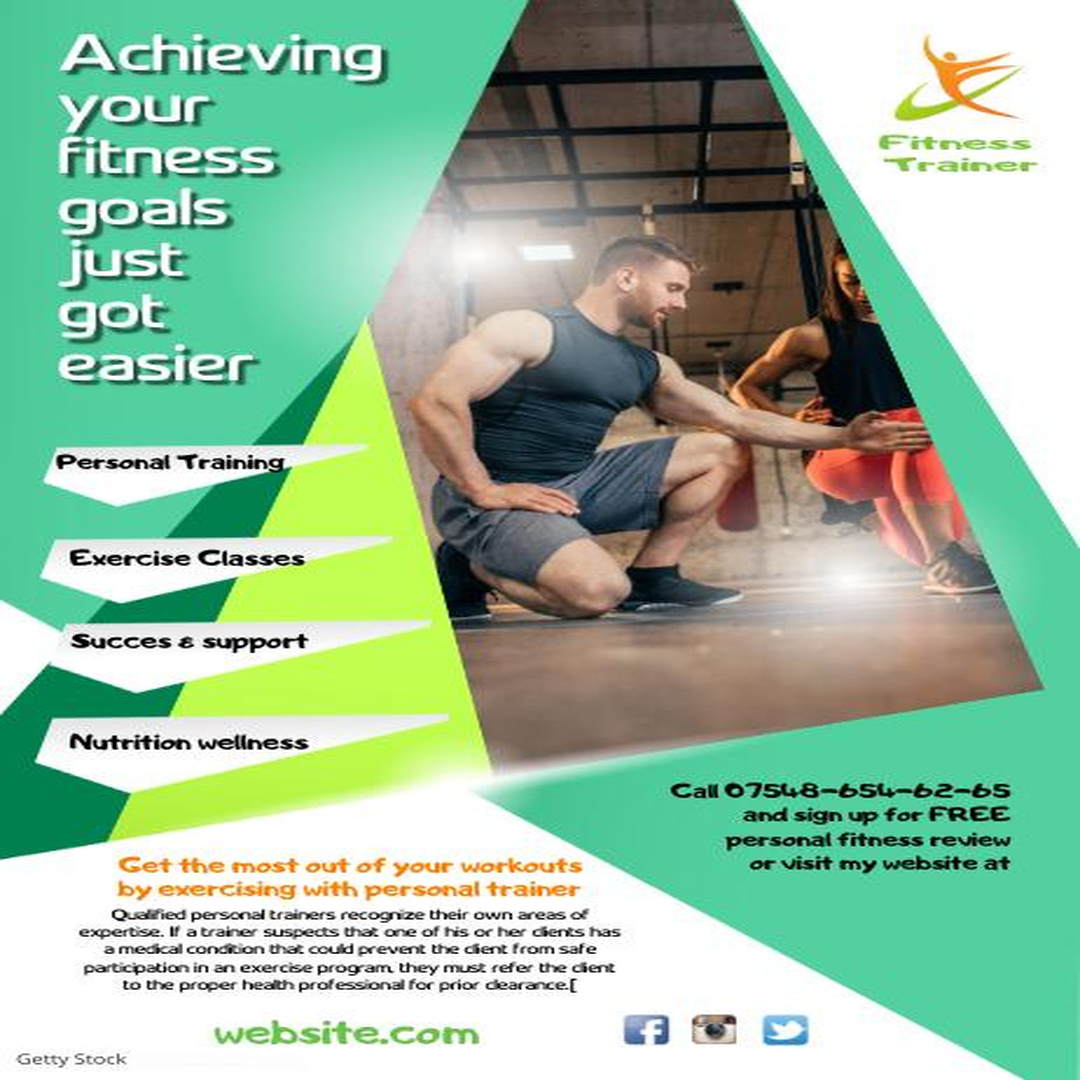 Achieving
your
fitness
goals
just
got
easier
Fitness
Trainer
Personal Training
Exercise Classes
Succes & support
Nutrition wellness
Call 07548-654-62-65
and sign up for FREE
personal fitness review
or visit my website at
Get the most out of your workouts
by exercising with personal trainer
Qualified personal trainers recognize their own areas of
expertise. If a trainer suspects that one of his or her clients has
a medical condition that could prevent the client from safe
participation in an exercise program, they must refer the client
to the proper health professional for prior clearance.[
website.com
Getty Stock